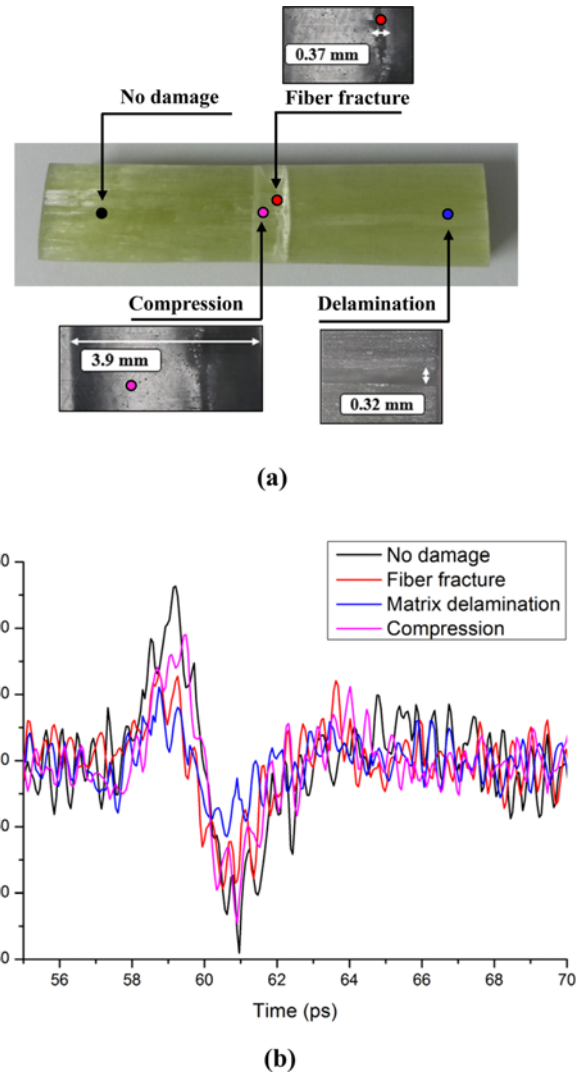 0.37 mm
No damage
Fiber fracture
Compression
Delamination
3.9 mm
0.32 mm
(a)
No damage
Fiber fracture
Matrix delamination
Compression
56 58 60 62 64 66 68 70
Time (ps)
(b)